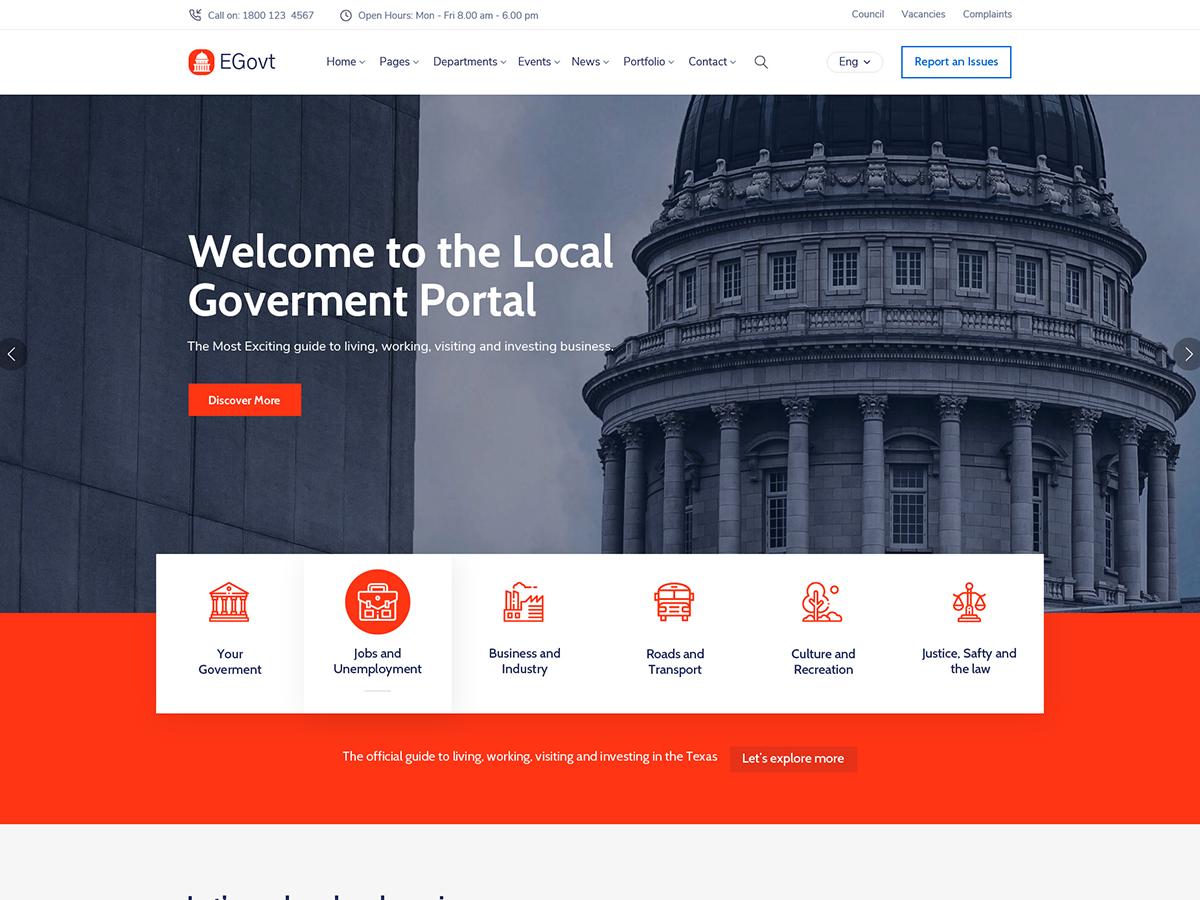 Call on: 1800 123 4567 Open Hours: Mon - Fri 8.00 am - 6.00 pm Council Vacancies Complaints
EGovt Home Pages Departments Events News Portfolio Contact Eng Report an Issues
Welcome to the Local
Goverment Portal
The Most Exciting guide to living, working, visiting and investing business.
Discover More
Your
Goverment
Jobs and
Unemployment
Business and
Industry
Roads and
Transport
Culture and
Recreation
Justice, Safty and
the law
The official guide to living, working, visiting and investing in the Texas Let's explore more